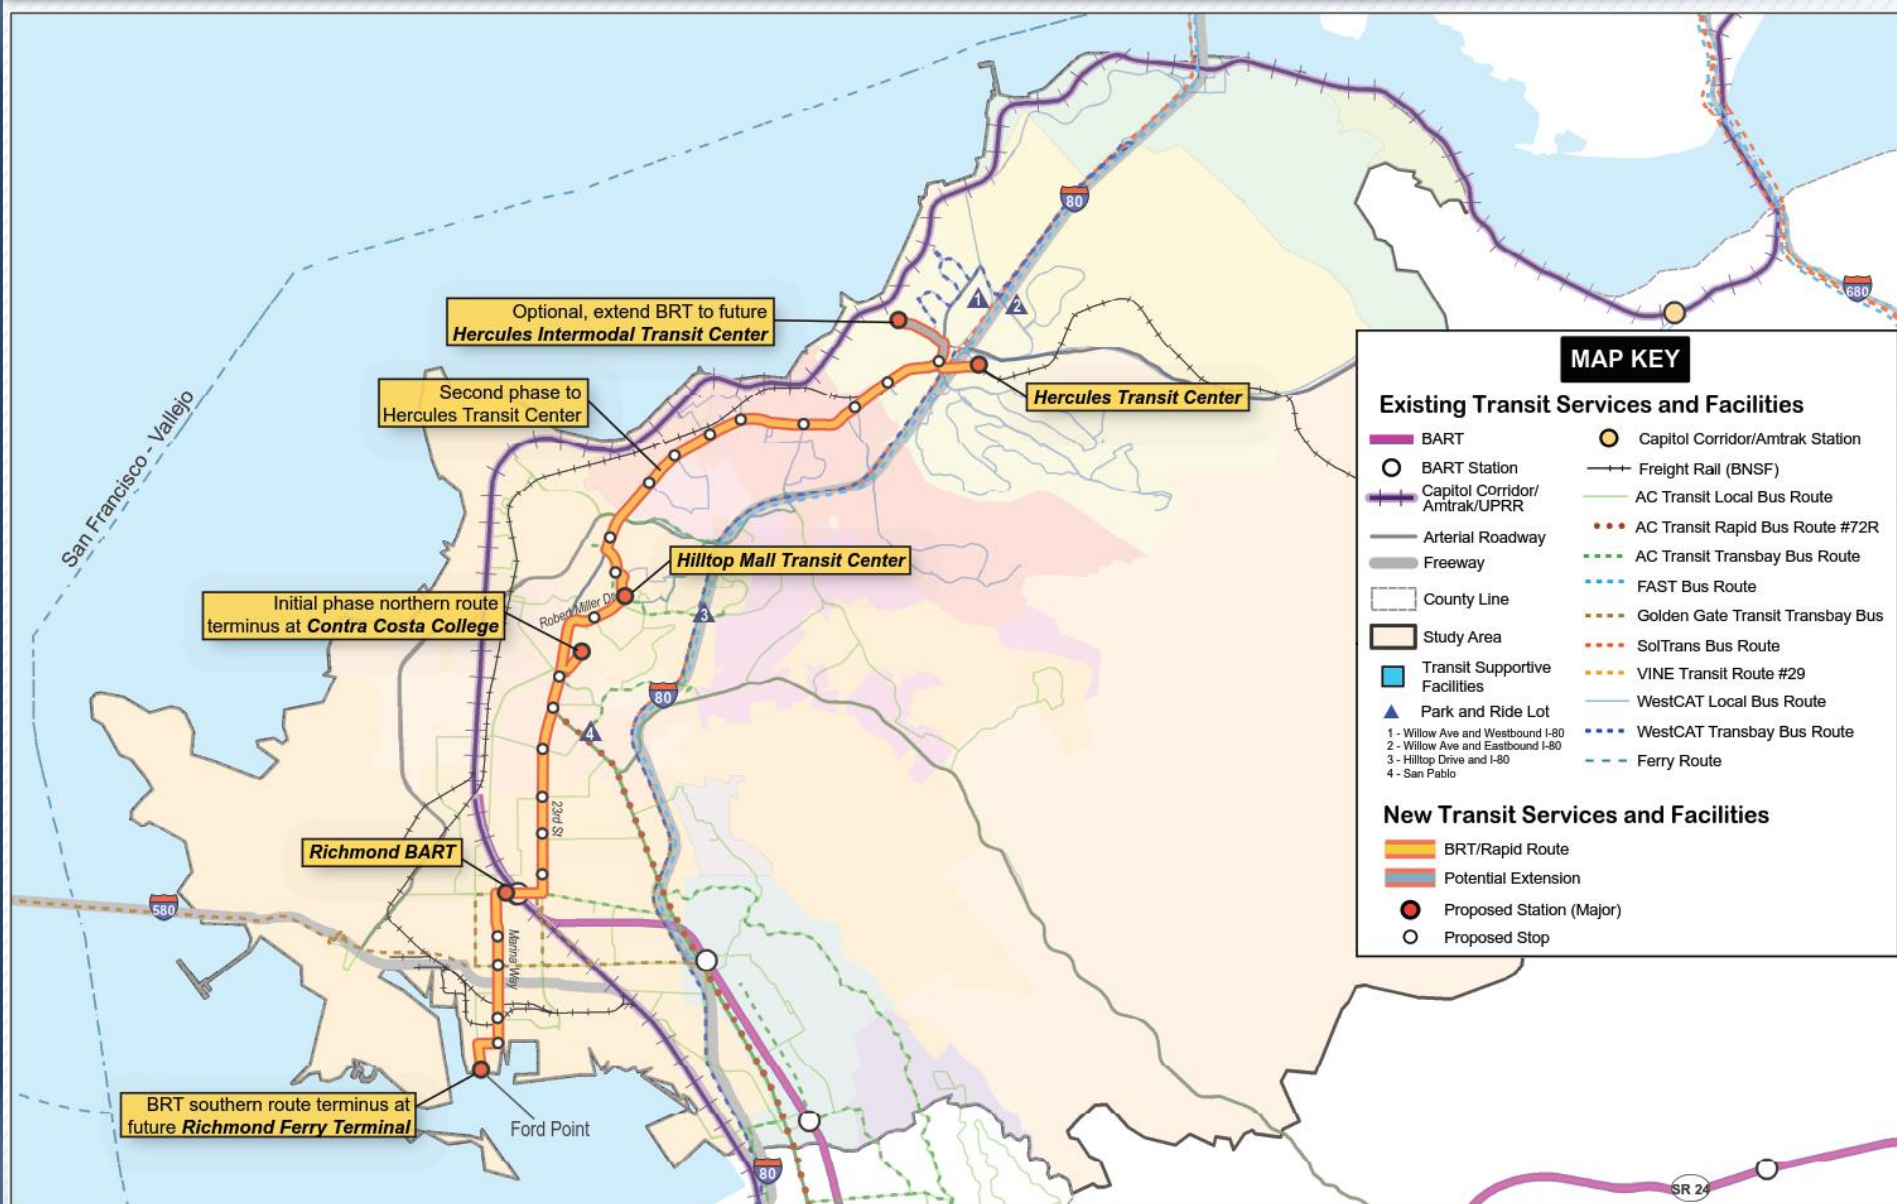 San Francisco - Vallejo
Optional, extend BRT to future
Hercules Intermodal Transit Center
Second phase to
Hercules Transit Center
Hercules Transit Center
Hilltop Mall Transit Center
Robert Miller Dr
Initial phase northern route
terminus at Contra Costa College
Richmond BART
23rd St
Marina Way
BRT southern route terminus at
future Richmond Ferry Terminal
Ford Point
80
80
80
580
680
SR 24
1
2
3
4
MAP KEY
Existing Transit Services and Facilities
BART
BART Station
Capitol Corridor/
Amtrak/UPRR
Arterial Roadway
Freeway
County Line
Study Area
Transit Supportive
Facilities
Park and Ride Lot
1 - Willow Ave and Westbound I-80
2 - Willow Ave and Eastbound I-80
3 - Hilltop Drive and I-80
4 - San Pablo
Capitol Corridor/Amtrak Station
Freight Rail (BNSF)
AC Transit Local Bus Route
AC Transit Rapid Bus Route #72R
AC Transit Transbay Bus Route
FAST Bus Route
Golden Gate Transit Transbay Bus
SolTrans Bus Route
VINE Transit Route #29
WestCAT Local Bus Route
WestCAT Transbay Bus Route
Ferry Route
New Transit Services and Facilities
BRT/Rapid Route
Potential Extension
Proposed Station (Major)
Proposed Stop